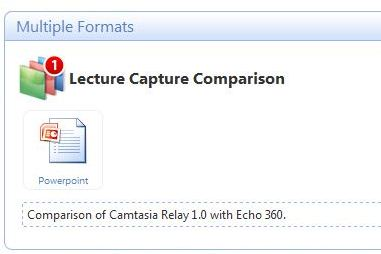 Multiple Formats
1
Lecture Capture Comparison
Powerpoint
Comparison of Camtasia Relay 1.0 with Echo 360.